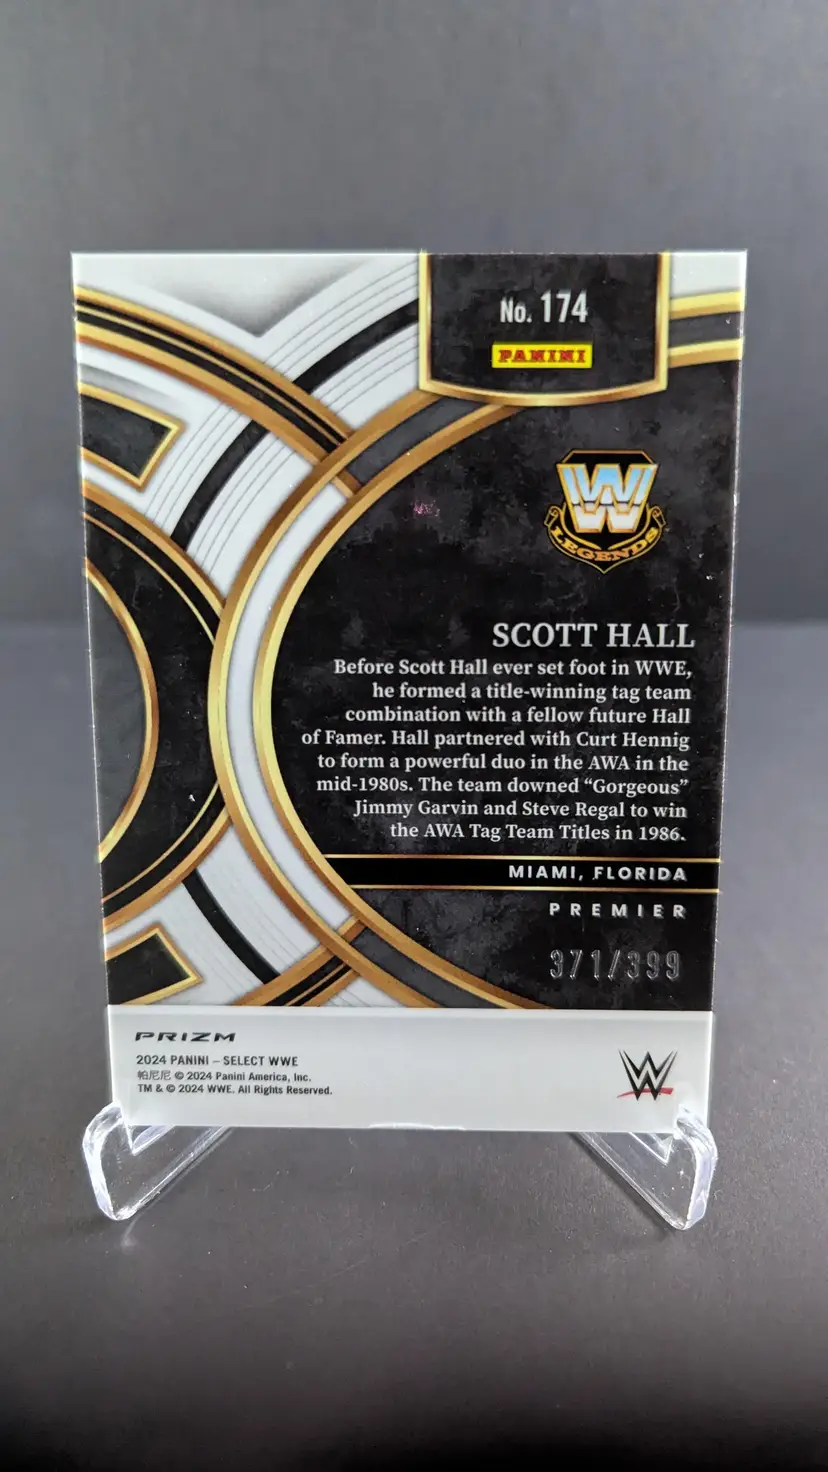 No. 174
PANINI
W
LEGENDS
SCOTT HALL
Before Scott Hall ever set foot in WWE,
he formed a title-winning tag team
combination with a fellow future Hall
of Famer. Hall partnered with Curt Hennig
to form a powerful duo in the AWA in the
mid-1980s. The team downed “Gorgeous”
Jimmy Garvin and Steve Regal to win
the AWA Tag Team Titles in 1986.
MIAMI, FLORIDA
PREMIER
371/399
PRIZM
2024 PANINI – SELECT WWE
帕尼尼 © 2024 Panini America, Inc.
TM & © 2024 WWE. All Rights Reserved.
W